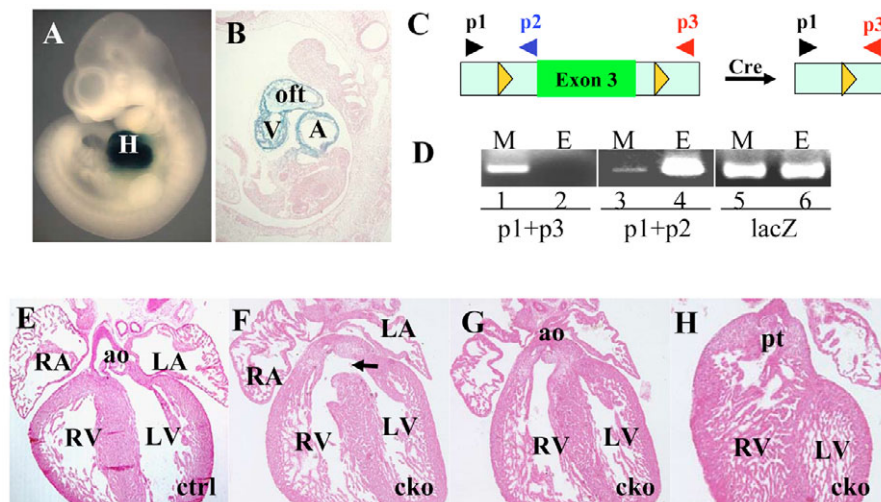 A
H
B
oft
V
A
C
p1 p2 p3 p1 p3
Exon 3
Cre
D
M E M E M E
1 2 3 4 5 6
p1+p3 p1+p2 lacZ
E
RA
ao
LA
RV
LV
ctrl
F
LA
RA
RV
LV
cko
G
ao
RV
LV
cko
H
pt
RV
LV
cko